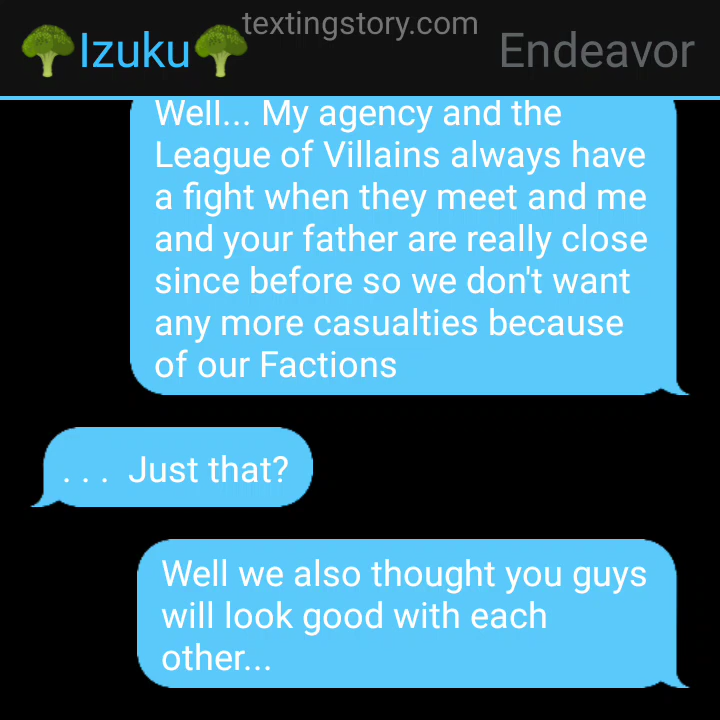 textingstory.com
🥦Izuku🥦
Endeavor
Well... My agency and the
League of Villains always have
a fight when they meet and me
and your father are really close
since before so we don't want
any more casualties because
of our Factions
. . . Just that?
Well we also thought you guys
will look good with each
other...